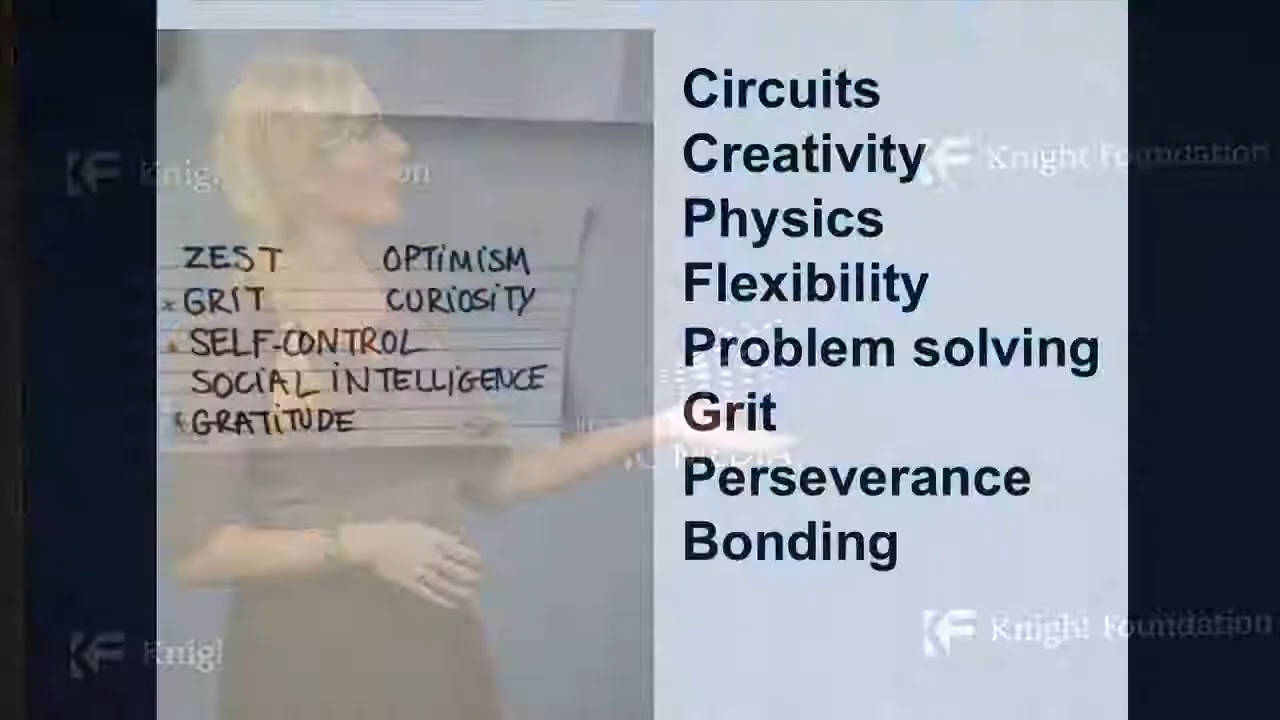 Circuits
Creativity
Physics
Flexibility
Problem solving
Grit
Perseverance
Bonding
ZEST OPTIMISM
GRIT CURIOSITY
SELF-CONTROL
SOCIAL INTELLIGENCE
GRATITUDE
Knight Foundation
Knight Foundation
MEDIA